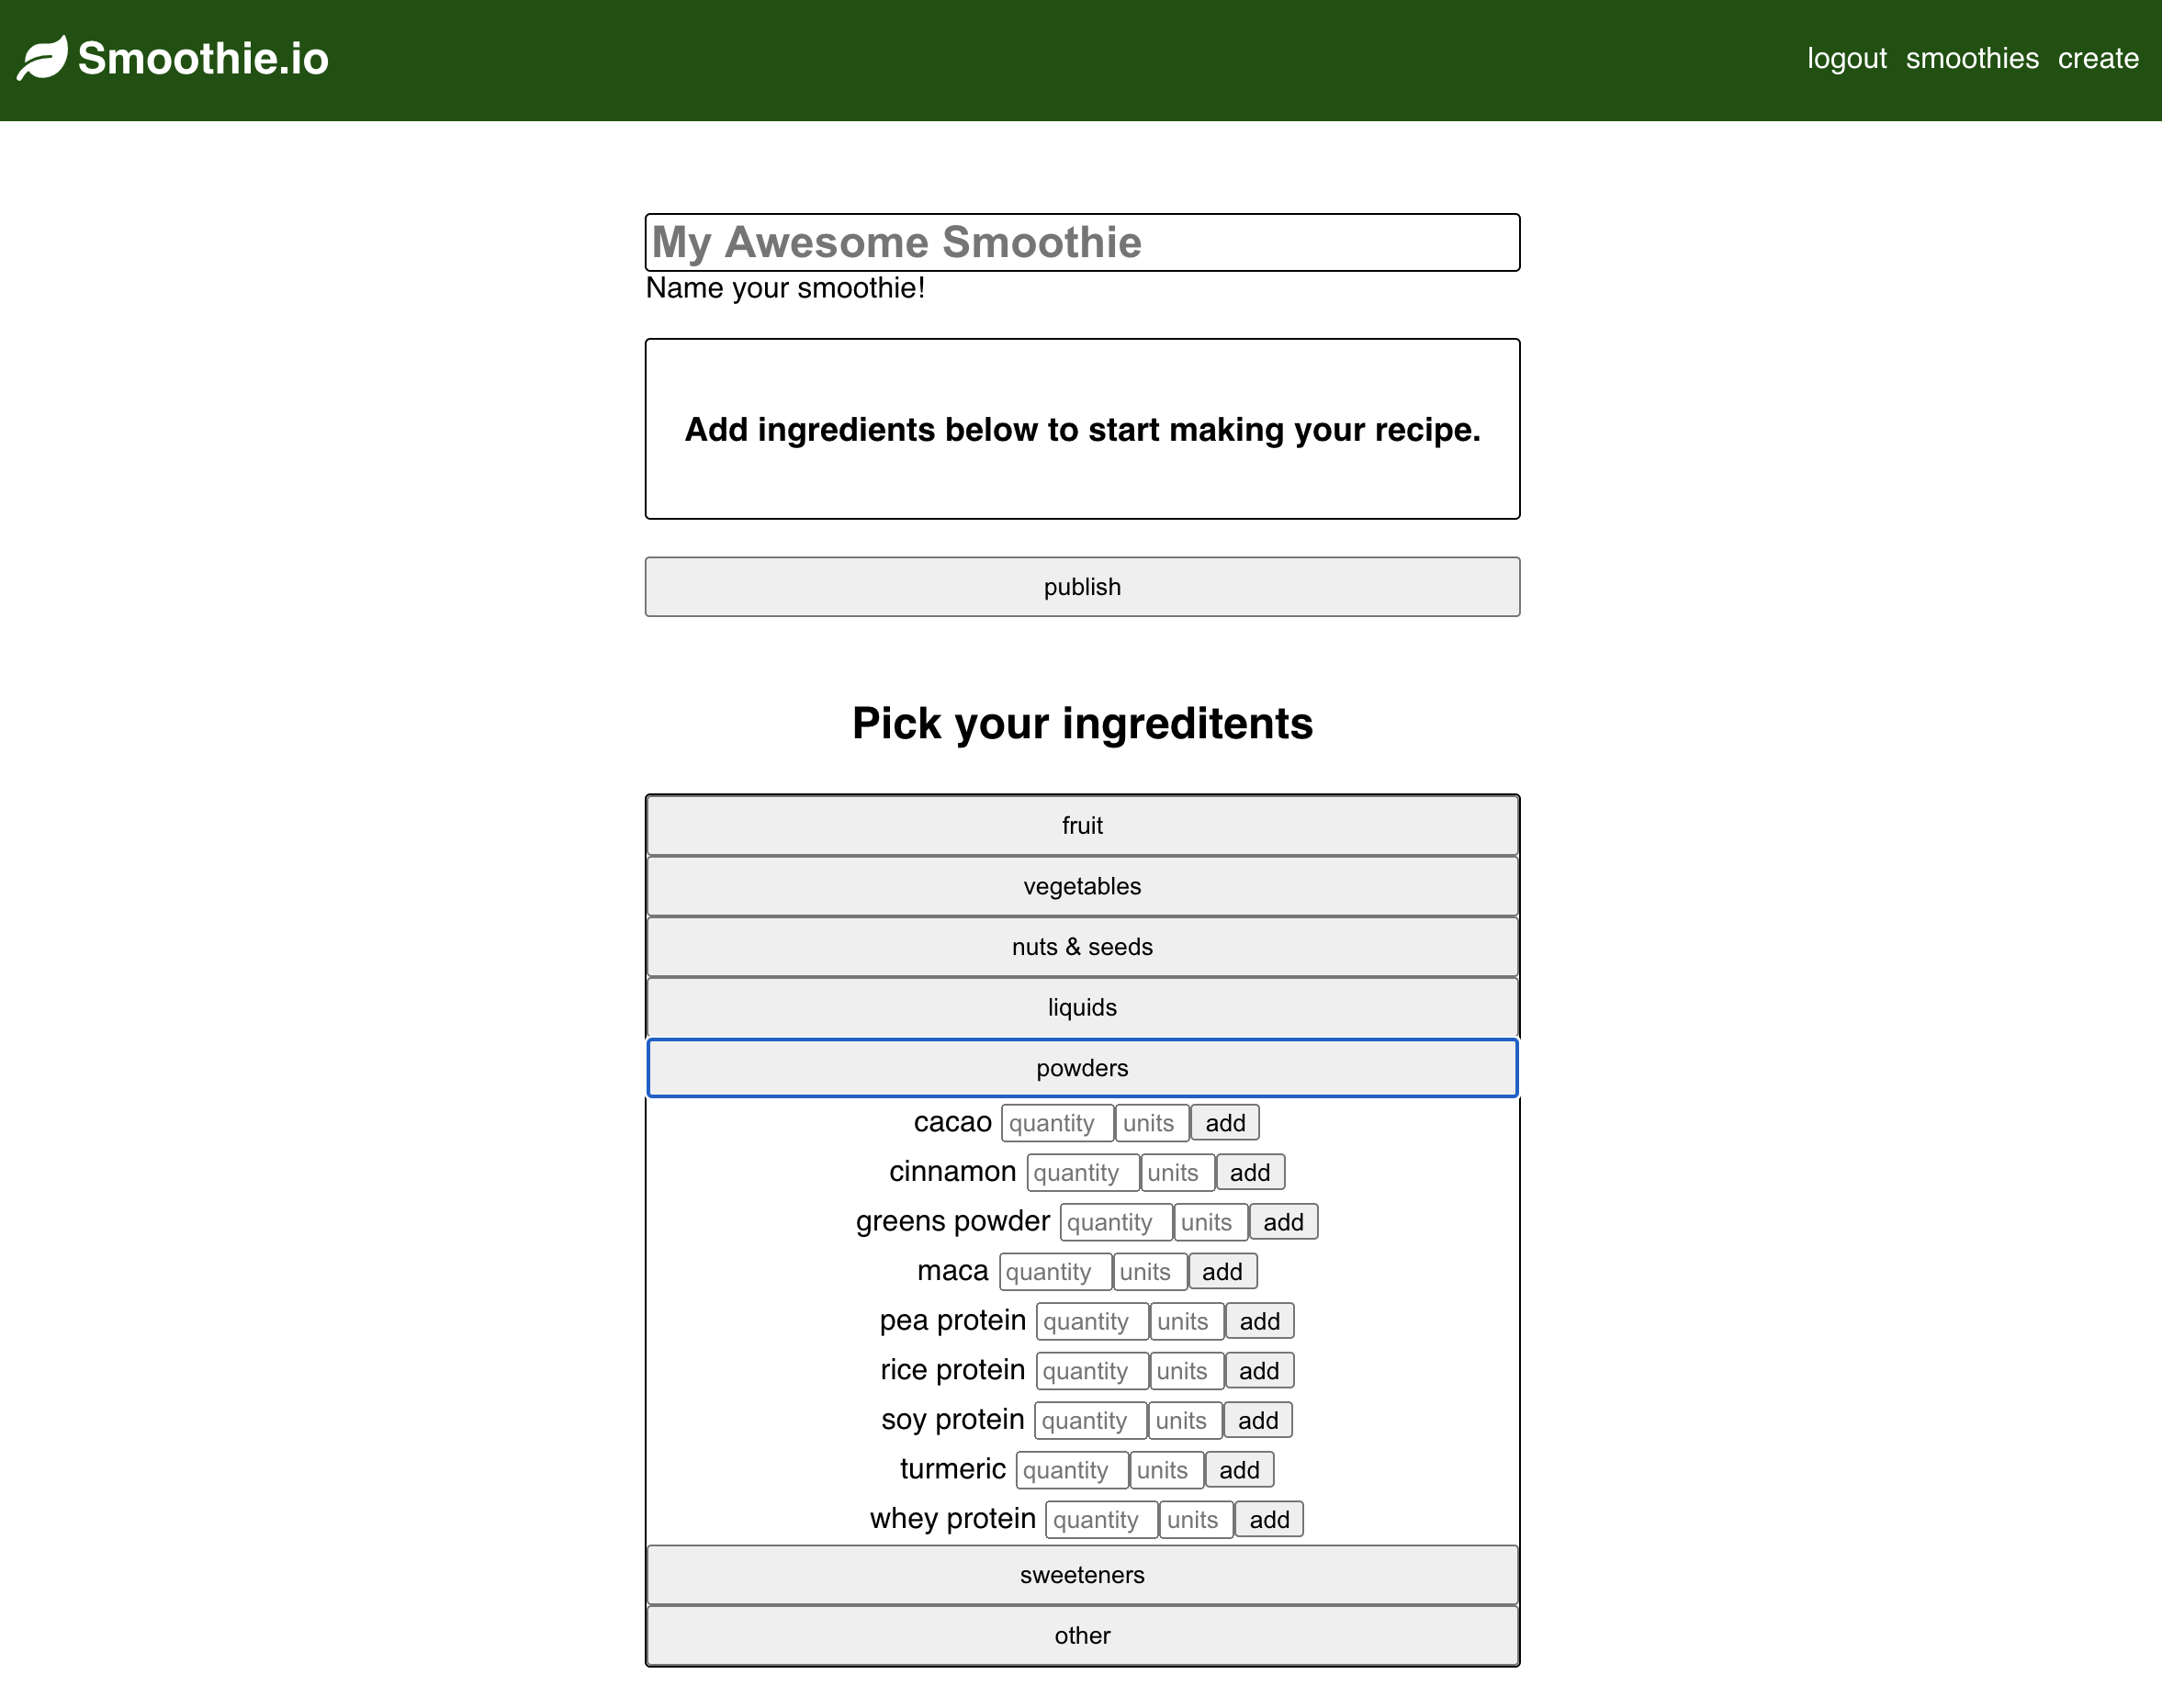 Smoothie.io
logout smoothies create
My Awesome Smoothie
Name your smoothie!
Add ingredients below to start making your recipe.
publish
Pick your ingreditents
fruit
vegetables
nuts & seeds
liquids
powders
cacao quantity units add
cinnamon quantity units add
greens powder quantity units add
maca quantity units add
pea protein quantity units add
rice protein quantity units add
soy protein quantity units add
turmeric quantity units add
whey protein quantity units add
sweeteners
other